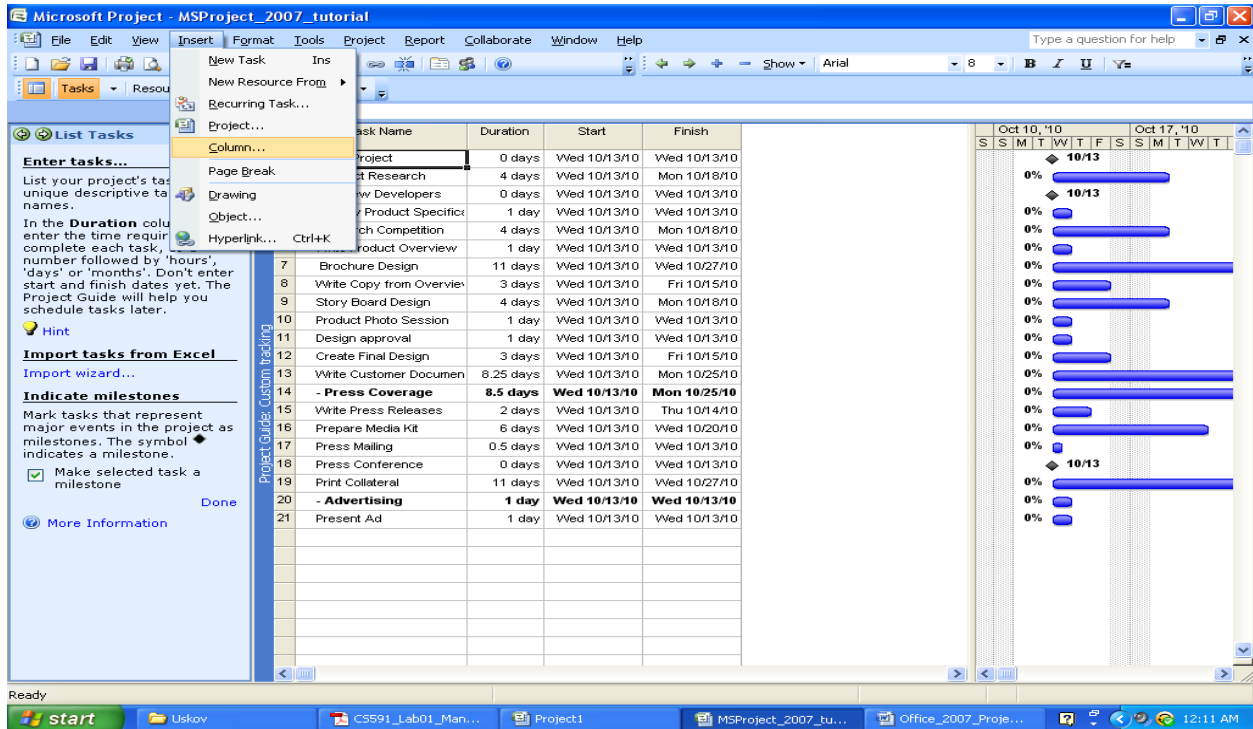 Microsoft Project - MSProject_2007_tutorial
File Edit View Insert Format Tools Project Report Collaborate Window Help
Type a question for help
Show Arial 8 B I U
Tasks Resou
New Task Ins
New Resource From
Recurring Task...
Project...
Column...
Page Break
Drawing
Object...
Hyperlink... Ctrl+K
List Tasks
Enter tasks...
List your project's tas
unique descriptive ta
names.
In the Duration colu
enter the time requir
complete each task,
number followed by 'hours',
'days' or 'months'. Don't enter
start and finish dates yet. The
Project Guide will help you
schedule tasks later.
Hint
Import tasks from Excel
Import wizard...
Indicate milestones
Mark tasks that represent
major events in the project as
milestones. The symbol
indicates a milestone.
Make selected task a
milestone
Done
More Information
Project Guide: Custom tracking
ask Name Duration Start Finish
Project 0 days Wed 10/13/10 Wed 10/13/10
ct Research 4 days Wed 10/13/10 Mon 10/18/10
w Developers 0 days Wed 10/13/10 Wed 10/13/10
Product Specifica 1 day Wed 10/13/10 Wed 10/13/10
ch Competition 4 days Wed 10/13/10 Mon 10/18/10
Product Overview 1 day Wed 10/13/10 Wed 10/13/10
7 Brochure Design 11 days Wed 10/13/10 Wed 10/27/10
8 Write Copy from Overview 3 days Wed 10/13/10 Fri 10/15/10
9 Story Board Design 4 days Wed 10/13/10 Mon 10/18/10
10 Product Photo Session 1 day Wed 10/13/10 Wed 10/13/10
11 Design approval 1 day Wed 10/13/10 Wed 10/13/10
12 Create Final Design 3 days Wed 10/13/10 Fri 10/15/10
13 Write Customer Documen 8.25 days Wed 10/13/10 Mon 10/25/10
14 - Press Coverage 8.5 days Wed 10/13/10 Mon 10/25/10
15 Write Press Releases 2 days Wed 10/13/10 Thu 10/14/10
16 Prepare Media Kit 6 days Wed 10/13/10 Wed 10/20/10
17 Press Mailing 0.5 days Wed 10/13/10 Wed 10/13/10
18 Press Conference 0 days Wed 10/13/10 Wed 10/13/10
19 Print Collateral 11 days Wed 10/13/10 Wed 10/27/10
20 - Advertising 1 day Wed 10/13/10 Wed 10/13/10
21 Present Ad 1 day Wed 10/13/10 Wed 10/13/10
Oct 10, '10 Oct 17, '10
S S M T W T F S S M T W T
10/13
0%
10/13
0%
0%
0%
0%
0%
0%
0%
0%
0%
0%
0%
0%
0%
0%
10/13
0%
0%
0%
Ready
start Uskov CS591_Lab01_Man... Project1 MSProject_2007_tu... Office_2007_Proje... 12:11 AM